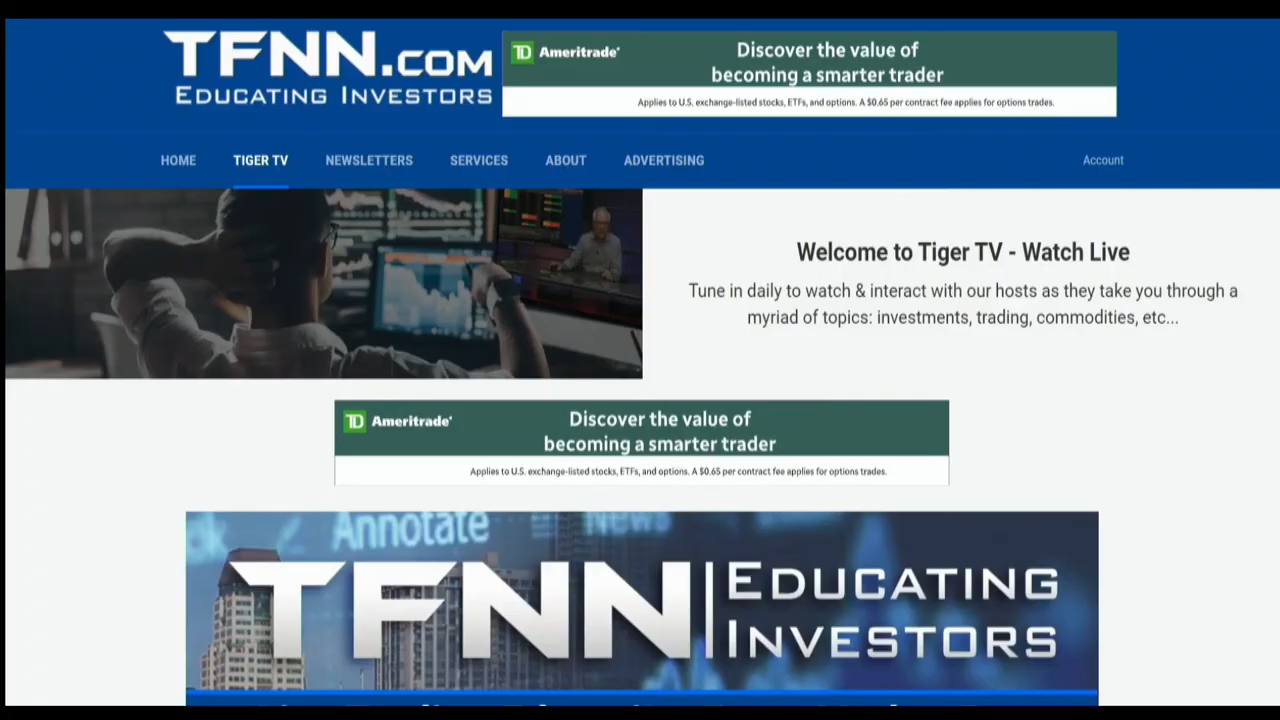 TFNN.COM
EDUCATING INVESTORS
TD Ameritrade
Discover the value of
becoming a smarter trader
Applies to U.S. exchange-listed stocks, ETFs, and options. A $0.65 per contract fee applies for options trades.
HOME TIGER TV NEWSLETTERS SERVICES ABOUT ADVERTISING Account
Welcome to Tiger TV - Watch Live
Tune in daily to watch & interact with our hosts as they take you through a
myriad of topics: investments, trading, commodities, etc...
TD Ameritrade
Discover the value of
becoming a smarter trader
Applies to U.S. exchange-listed stocks, ETFs, and options. A $0.65 per contract fee applies for options trades.
Annotate News
TFNN EDUCATING
INVESTORS